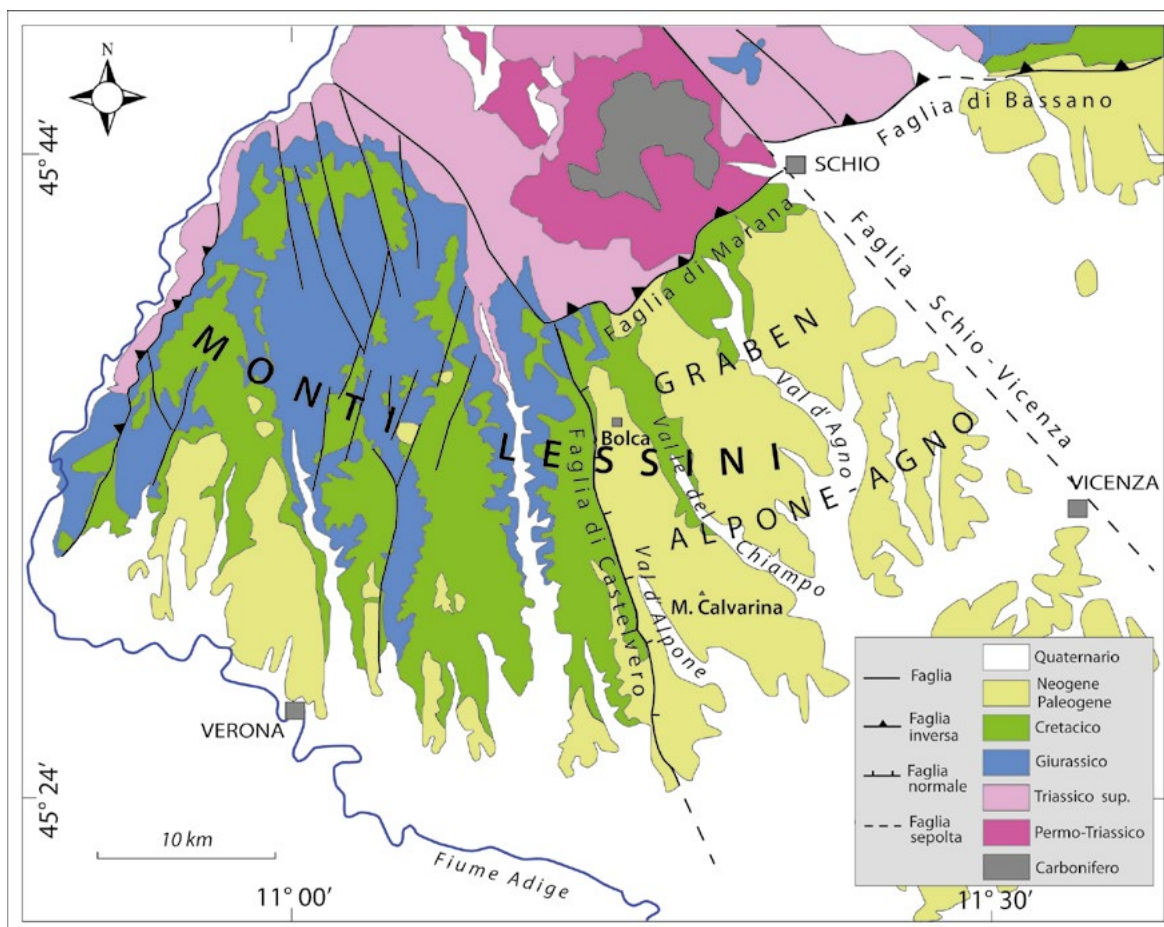 N
45° 44′
45° 24′
11° 00′
11° 30′
Faglia di Bassano
SCHIO
Faglia di Marana
Faglia Schio-Vicenza
MONTI LESSINI
GRABEN
ALPONE-AGNO
Val d'Agno
Bolca
Valle del Chiampo
Faglia di Castelvero
Val d'Alpone
M. Calvarina
VICENZA
VERONA
10 km
Fiume Adige
Faglia
Faglia
inversa
Faglia
normale
Faglia
sepolta
Quaternario
Neogene
Paleogene
Cretacico
Giurassico
Triassico sup.
Permo-Triassico
Carbonifero